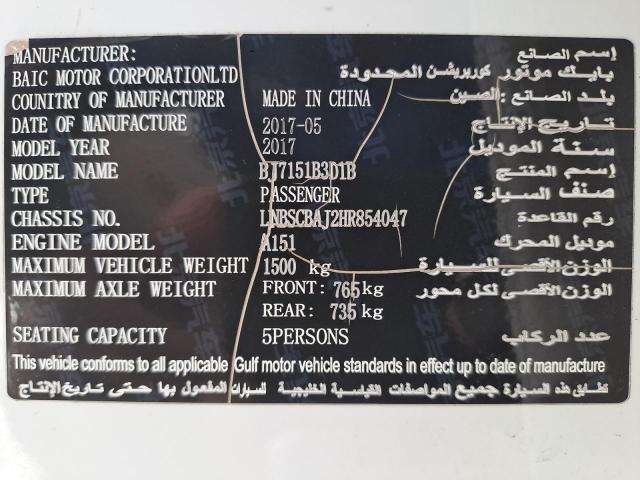 MANUFACTURER: إسم الصانع
BAIC MOTOR CORPORATIONLTD بايك موتور كوربريشن المحدودة
COUNITRY OF MANUFACTURER MADE IN CHINA بلد الصانع : الصين
DATE OF MANUFACTURE 2017-05 تاريخ الإنتاج
MODEL YEAR 2017 سنة الموديل
MODEL NAME BJ7151B3D1B إسم المنتج
TYPE PASSENGER صنف السيارة
CHASSIS NO. LNBSCBAJ2HR854047 رقم القاعدة
ENGINE MODEL A151 موديل المحرك
MAXIMUM VEHICLE WEIGHT 1500 kg الوزن الأقصى للسيارة
MAXIMUM AXLE WEIGHT FRONT: 765kg الوزن الأقصى لكل محور
REAR: 735kg
SEATING CAPACITY 5PERSONS عدد الركاب
This vehicle conforms to all applicable Gulf motor vehicle standards in effect up to date of manufacture
تطابق هذه السيارة جميع المواصفات القياسية الخليجية للسيارات المفعول بها حتى تاريخ الإنتاج